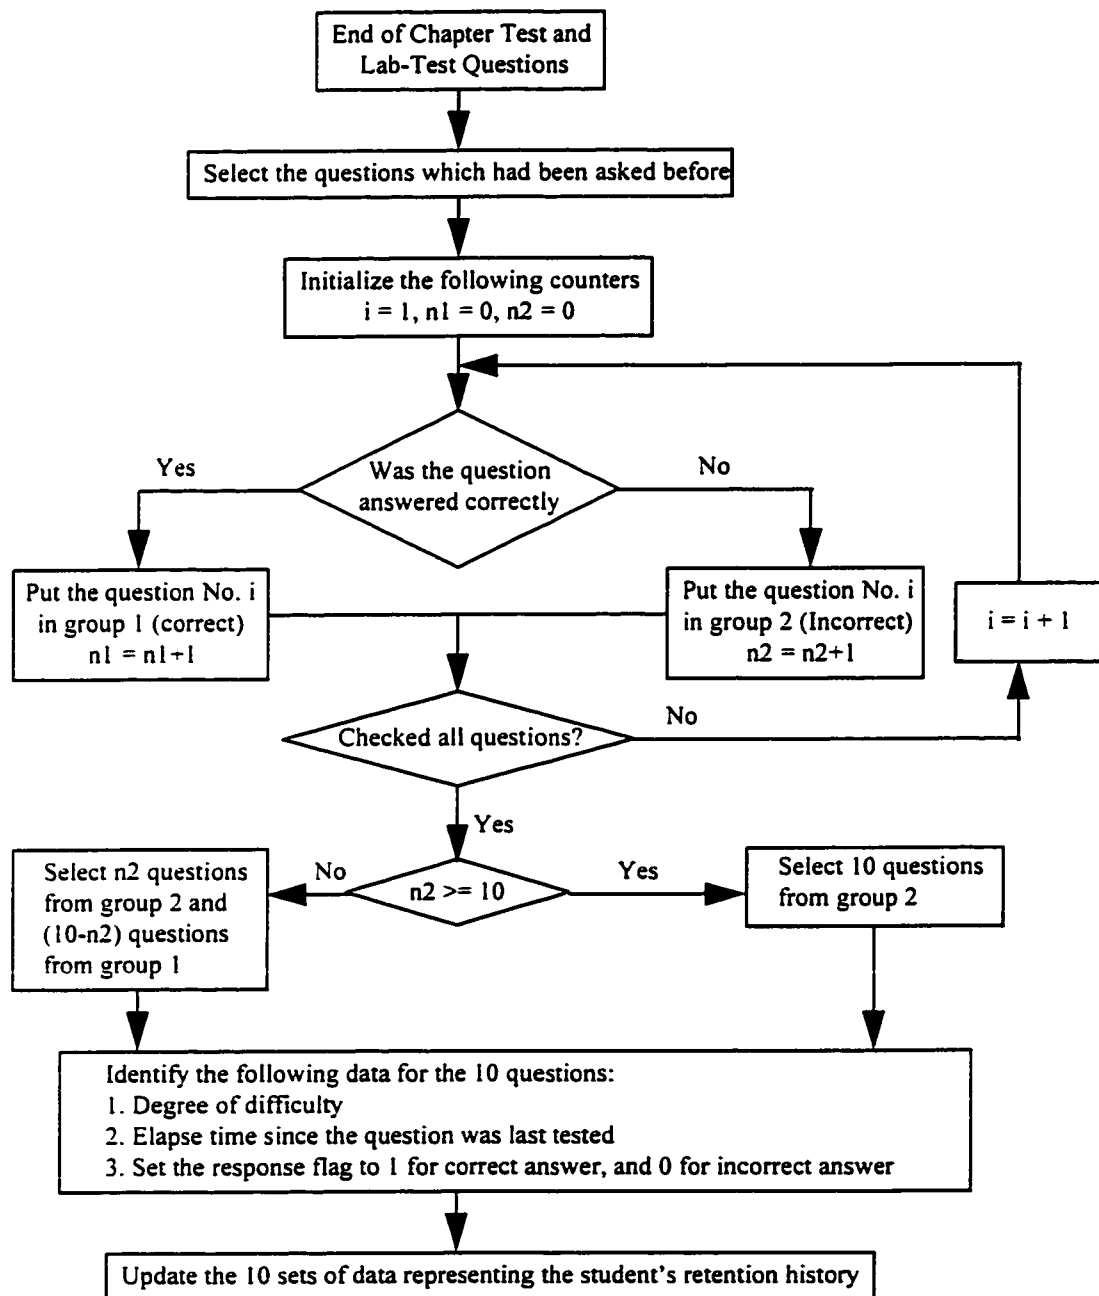 End of Chapter Test and
Lab-Test Questions
Select the questions which had been asked before
Initialize the following counters
i = 1, n1 = 0, n2 = 0
Was the question
answered correctly
Yes
No
Put the question No. i
in group 1 (correct)
n1 = n1+1
Put the question No. i
in group 2 (Incorrect)
n2 = n2+1
i = i + 1
Checked all questions?
No
Yes
n2 >= 10
No
Yes
Select n2 questions
from group 2 and
(10-n2) questions
from group 1
Select 10 questions
from group 2
Identify the following data for the 10 questions:
1. Degree of difficulty
2. Elapse time since the question was last tested
3. Set the response flag to 1 for correct answer, and 0 for incorrect answer
Update the 10 sets of data representing the student's retention history